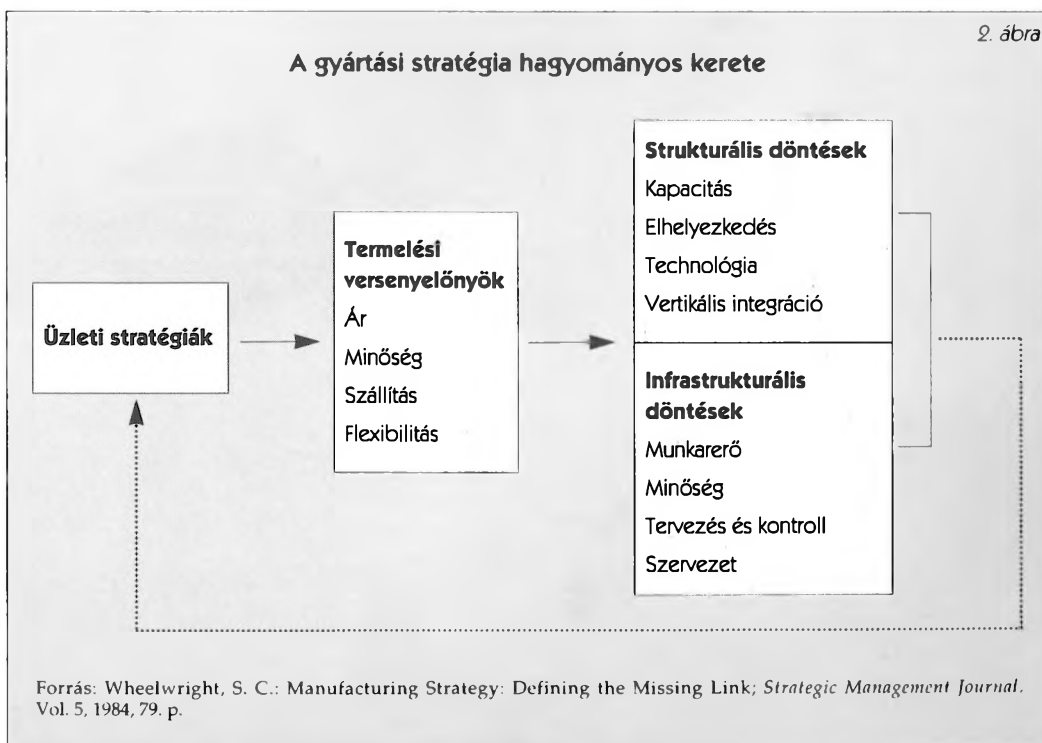 2. ábra
A gyártási stratégia hagyományos kerete
Üzleti stratégiák
Termelési
versenyelőnyök
Ár
Minőség
Szállítás
Flexibilitás
Strukturális döntések
Kapacitás
Elhelyezkedés
Technológia
Vertikális integráció
Infrastrukturális
döntések
Munkarerő
Minőség
Tervezés és kontroll
Szervezet
Forrás: Wheelwright, S. C.: Manufacturing Strategy: Defining the Missing Link; Strategic Management Journal.
Vol. 5, 1984, 79. p.